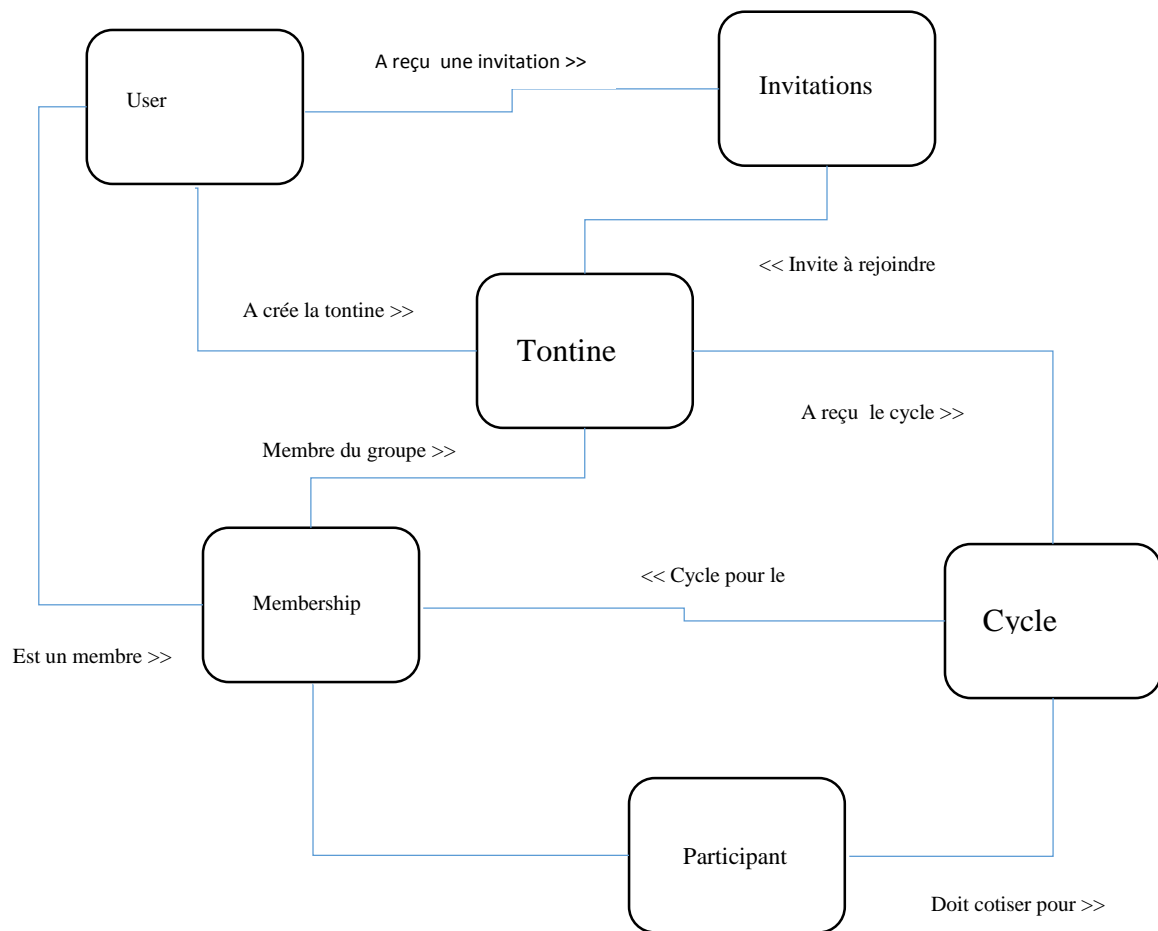 A reçu une invitation >>
User
Invitations
<< Invite à rejoindre
A crée la tontine >>
Tontine
A reçu le cycle >>
Membre du groupe >>
<< Cycle pour le
Membership
Cycle
Est un membre >>
Participant
Doit cotiser pour >>